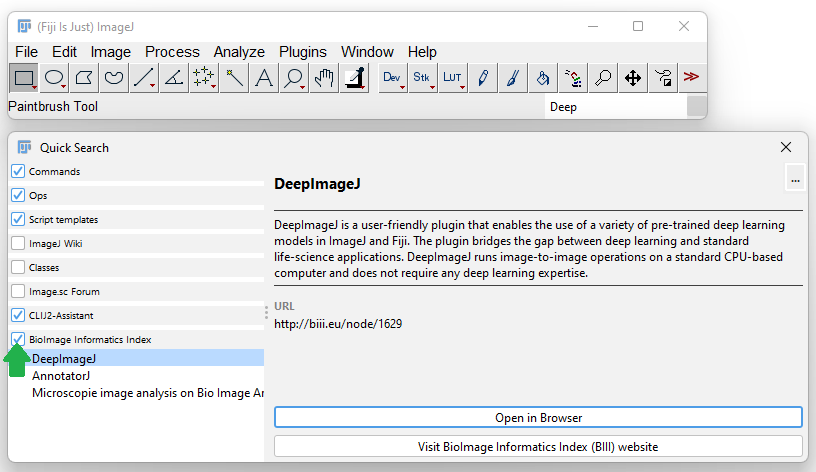 (Fiji Is Just) ImageJ
File Edit Image Process Analyze Plugins Window Help
A Dev Stk LUT >>
Paintbrush Tool
Deep
Quick Search
Commands
Ops
Script templates
ImageJ Wiki
Classes
Image.sc Forum
CLIJ2-Assistant
BioImage Informatics Index
DeepImageJ
AnnotatorJ
Microscopie image analysis on Bio Image Ar
DeepImageJ
...
DeepImageJ is a user-friendly plugin that enables the use of a variety of pre-trained deep learning
models in ImageJ and Fiji. The plugin bridges the gap between deep learning and standard
life-science applications. DeepImageJ runs image-to-image operations on a standard CPU-based
computer and does not require any deep learning expertise.
URL
http://biii.eu/node/1629
Open in Browser
Visit BioImage Informatics Index (BIII) website